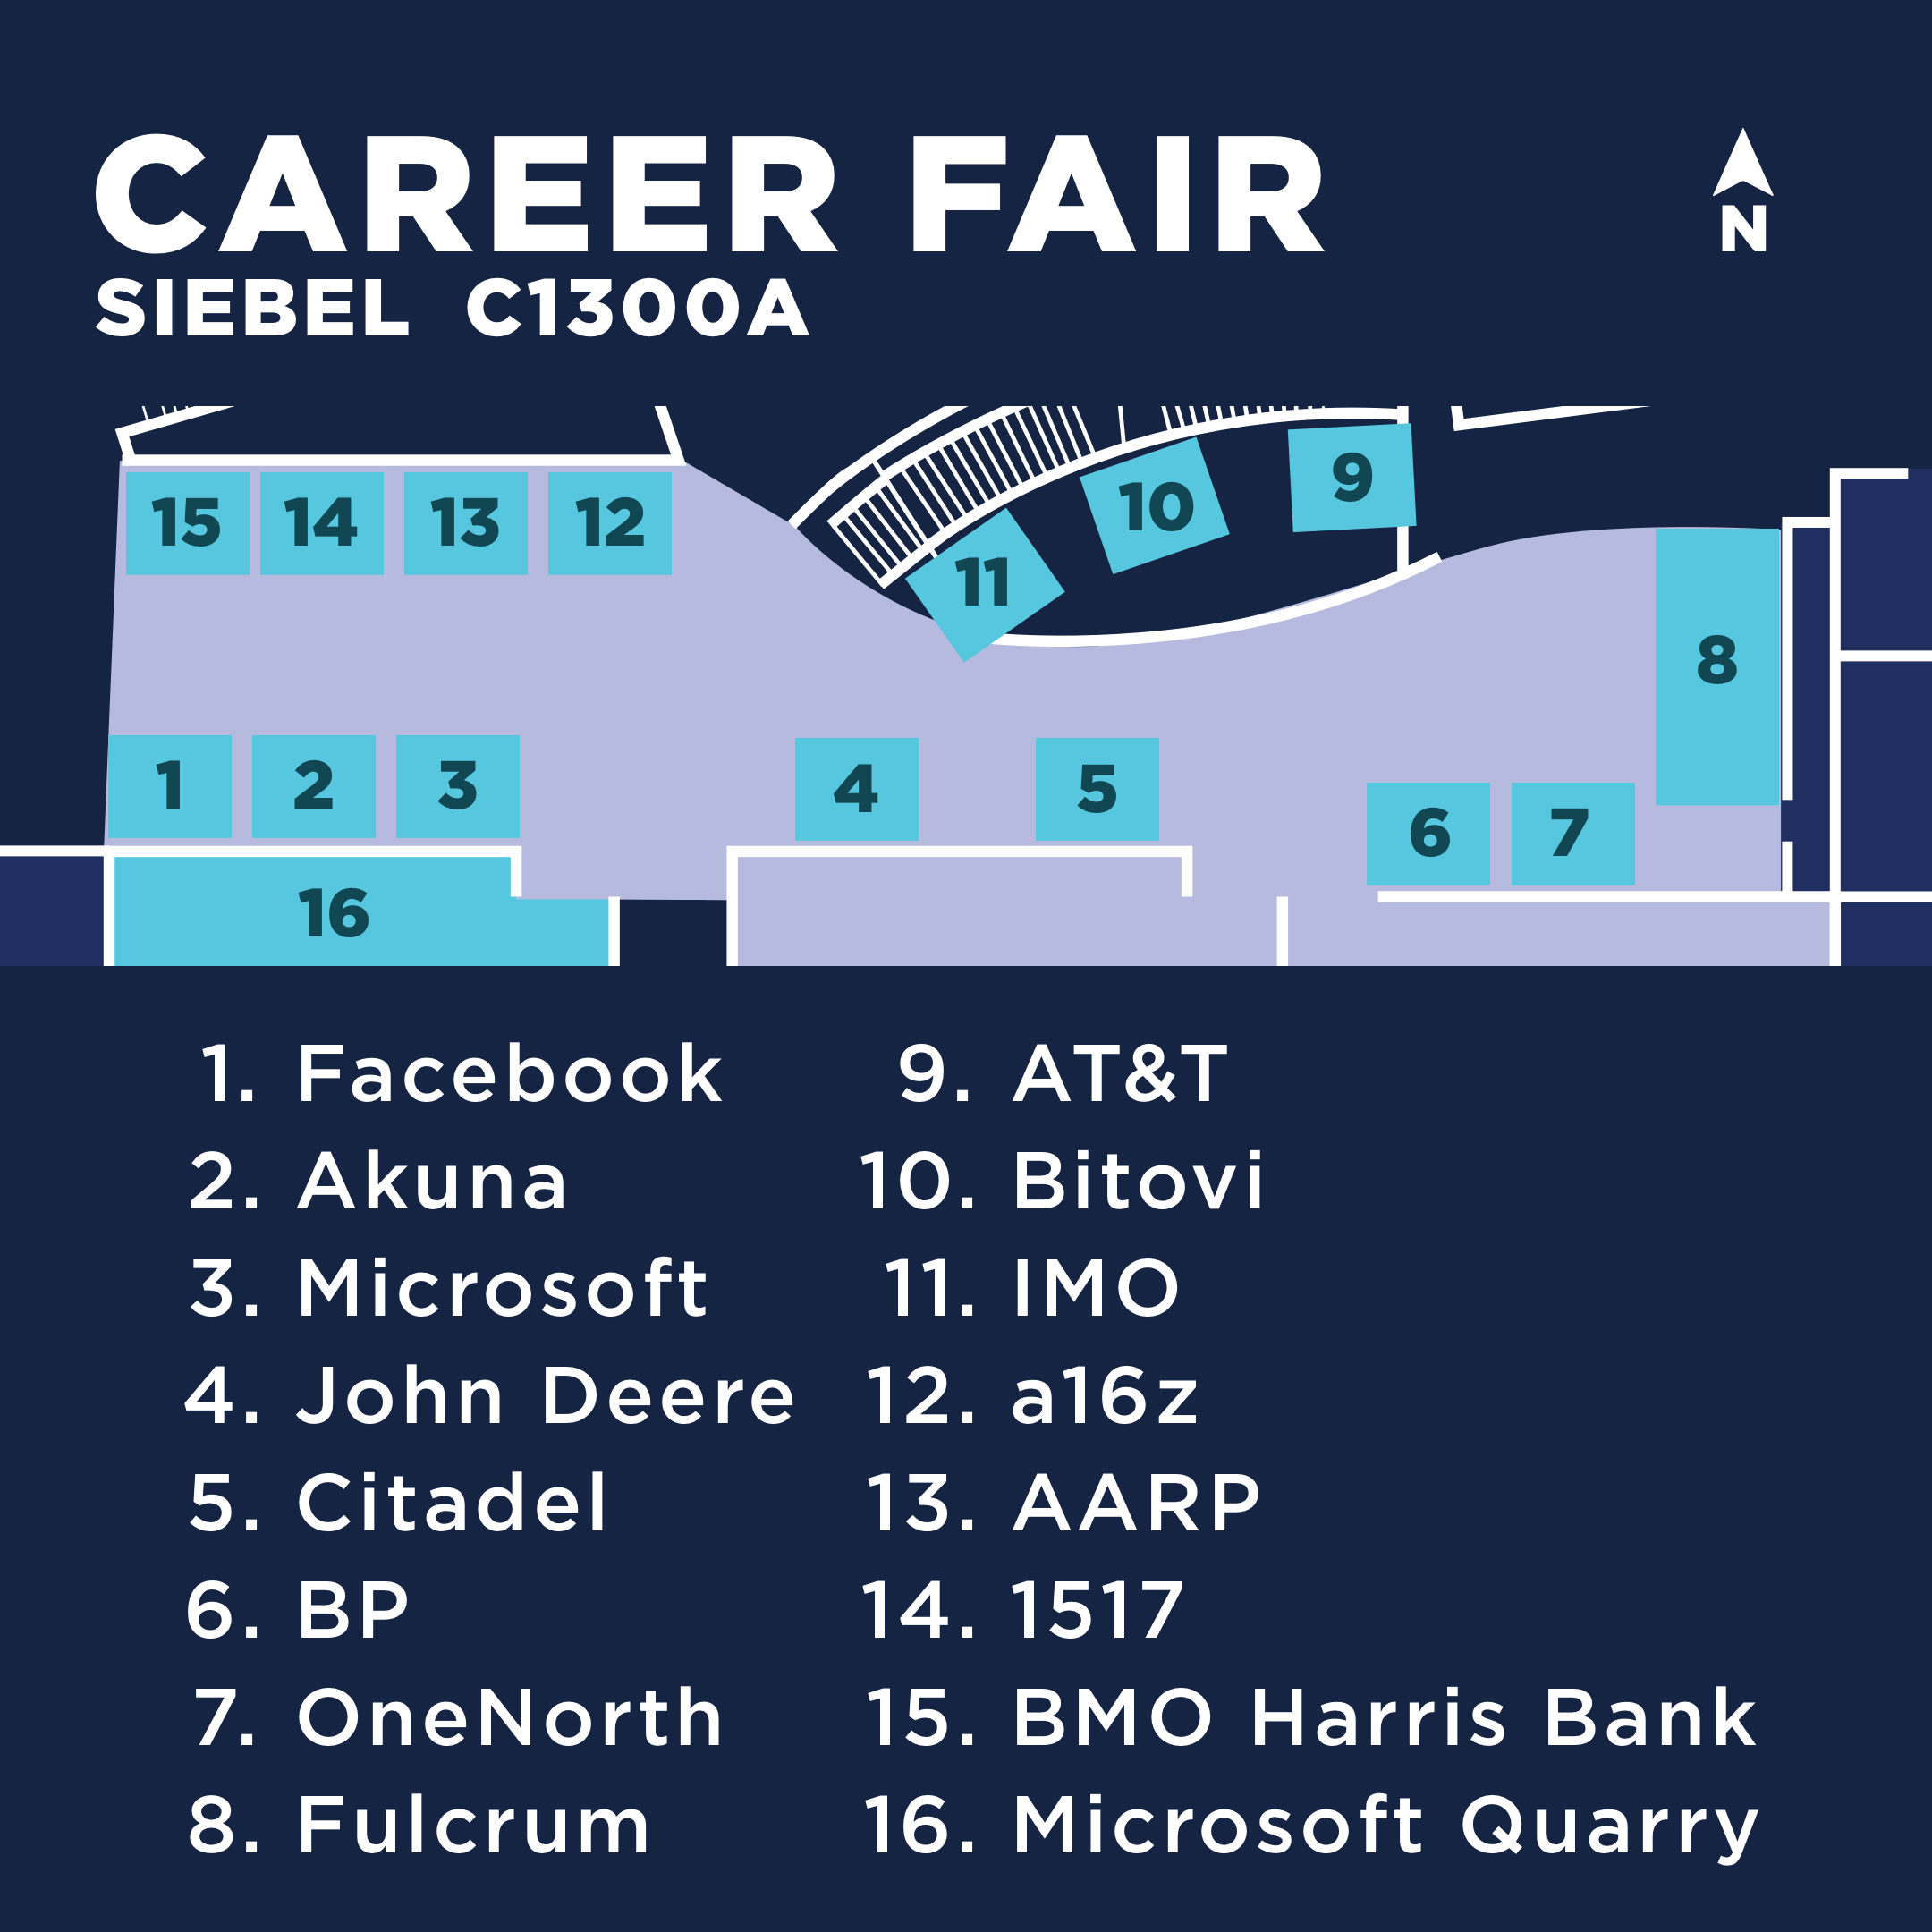 CAREER FAIR
N
SIEBEL C1300A
15 14 13 12 11 10 9
8
1 2 3 4 5 6 7
16
1. Facebook
2. Akuna
3. Microsoft
4. John Deere
5. Citadel
6. BP
7. OneNorth
8. Fulcrum
9. AT&T
10. Bitovi
11. IMO
12. a16z
13. AARP
14. 1517
15. BMO Harris Bank
16. Microsoft Quarry